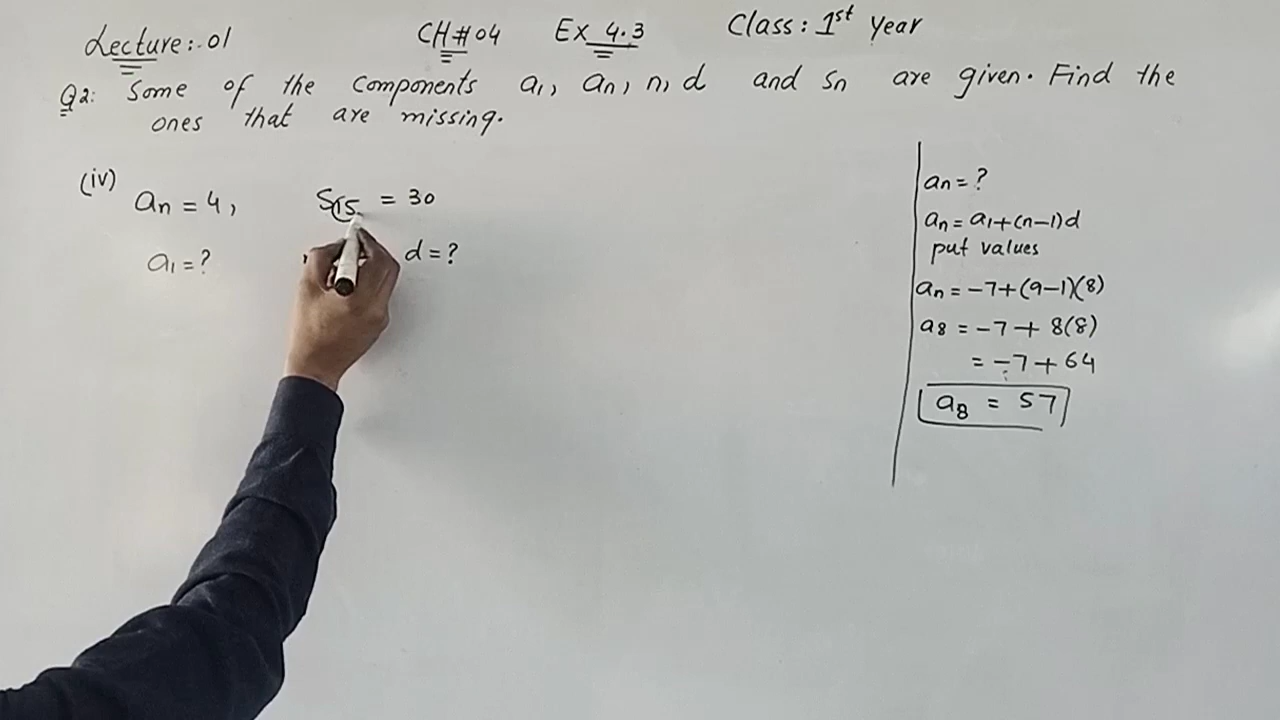 Lecture:- 01 CH# 04 Ex 4.3 Class: 1st Year
Q2: Some of the components a₁, aₙ, n, d and Sn are given. Find the
ones that are missing.
(iv) aₙ = 4, S₁₅ = 30
a₁ = ? d = ?
aₙ = ?
aₙ = a₁+(n-1)d
put values
aₙ = -7+(9-1)(8)
a₈ = -7+ 8(8)
= -7+64
a₈ = 57